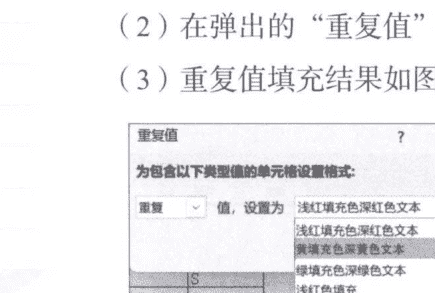 （2）在弹出的“重复值”
（3）重复值填充结果如图
重复值 ?
为包含以下类型值的单元格设置格式:
重复 值，设置为 浅红填充色深红色文本
浅红填充色深红色文本
黄填充色深黄色文本
绿填充色深绿色文本
浅红色填充
S